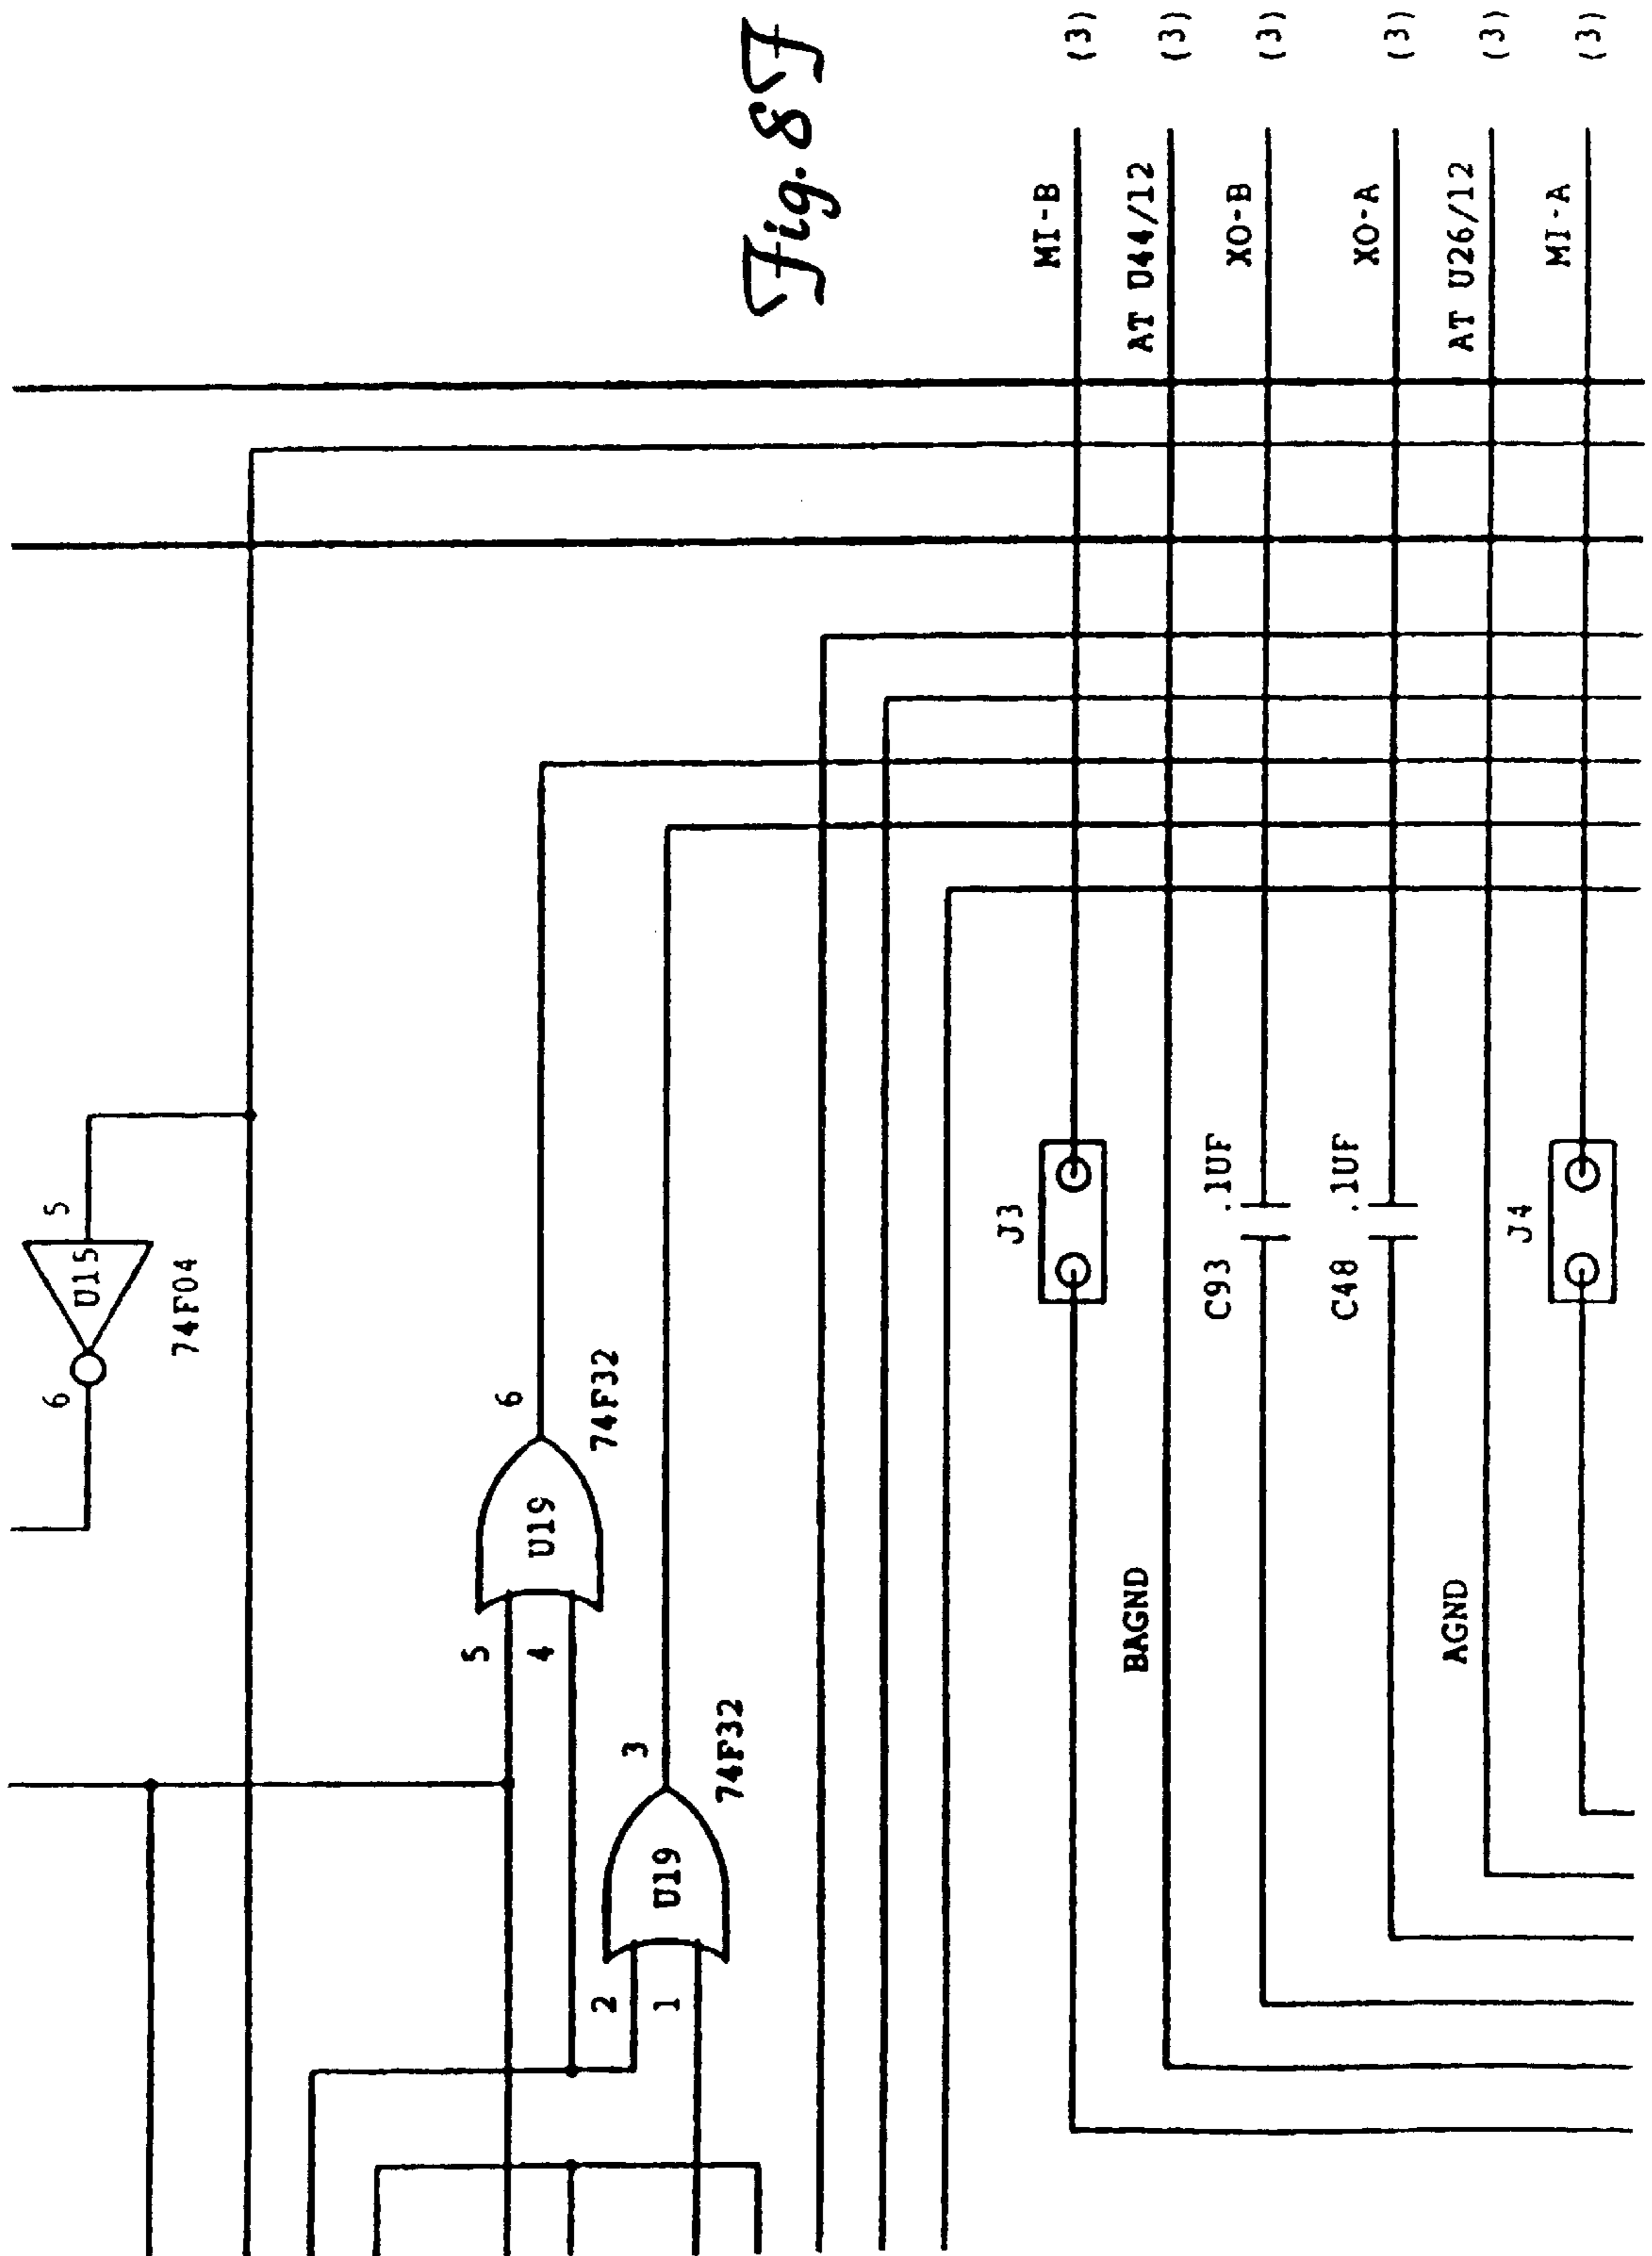 Fig. 8J
5
U15
6
74F04
5
4
U19
6
74F32
2
1
U19
3
74F32
J3
MI-B (3)
BAGND
AT U44/12 (3)
C93 .1UF
XO-B (3)
C48 .1UF
XO-A (3)
AGND
AT U26/12 (3)
J4
MI-A (3)